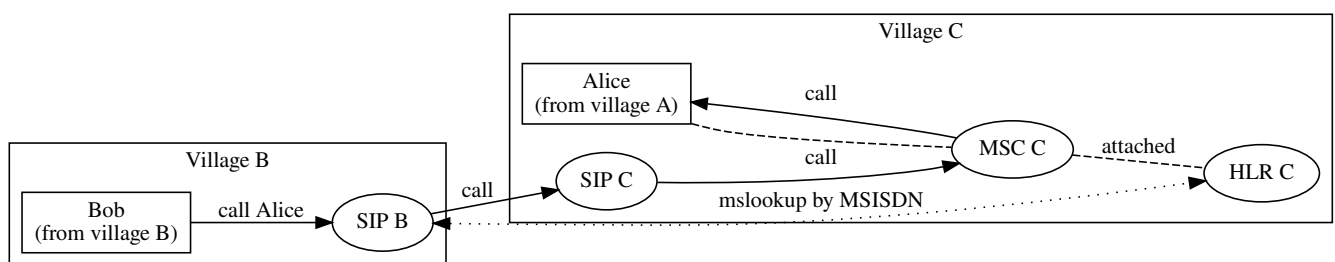 Village C
Alice
(from village A)
call
MSC C
attached
HLR C
call
SIP C
mslookup by MSISDN
Village B
Bob
(from village B)
call Alice
SIP B
call